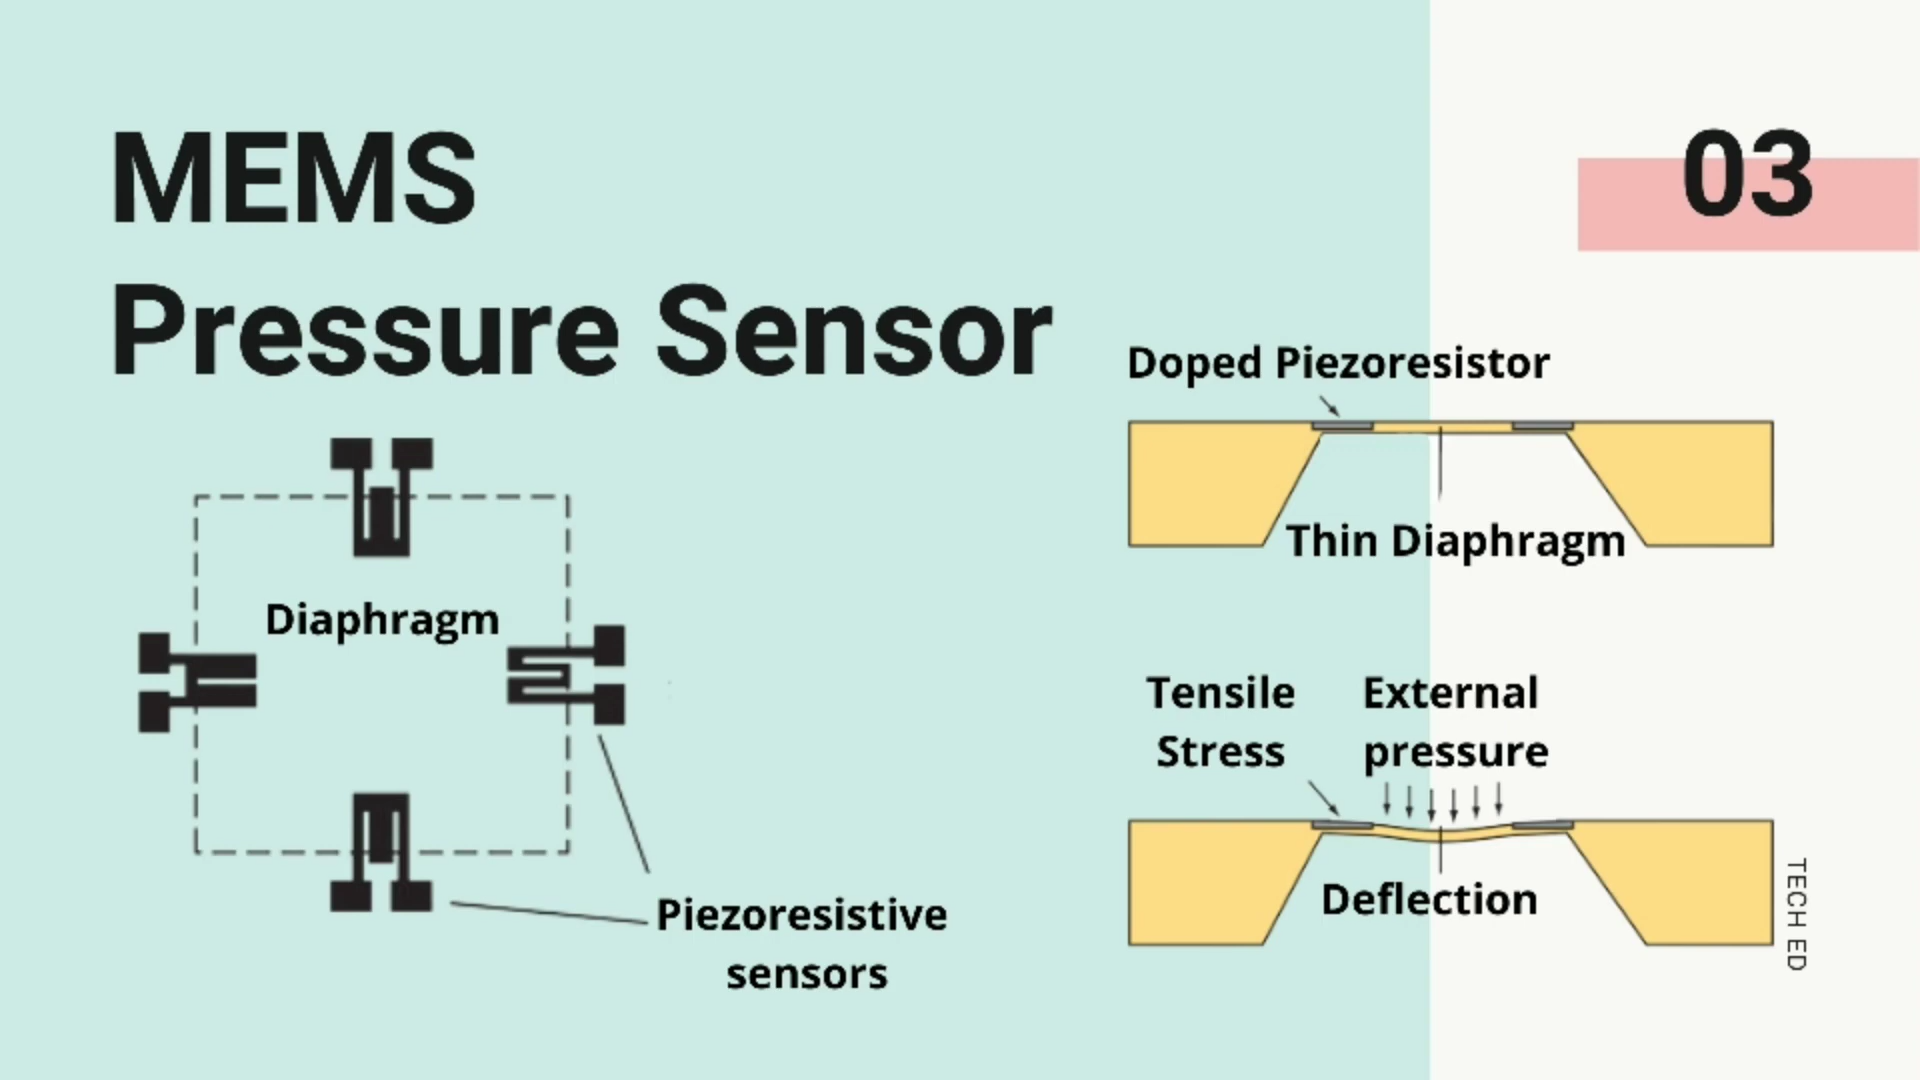 MEMS
Pressure Sensor
03
Diaphragm
Piezoresistive
sensors
Doped Piezoresistor
Thin Diaphragm
Tensile
Stress
External
pressure
Deflection
TECH ED